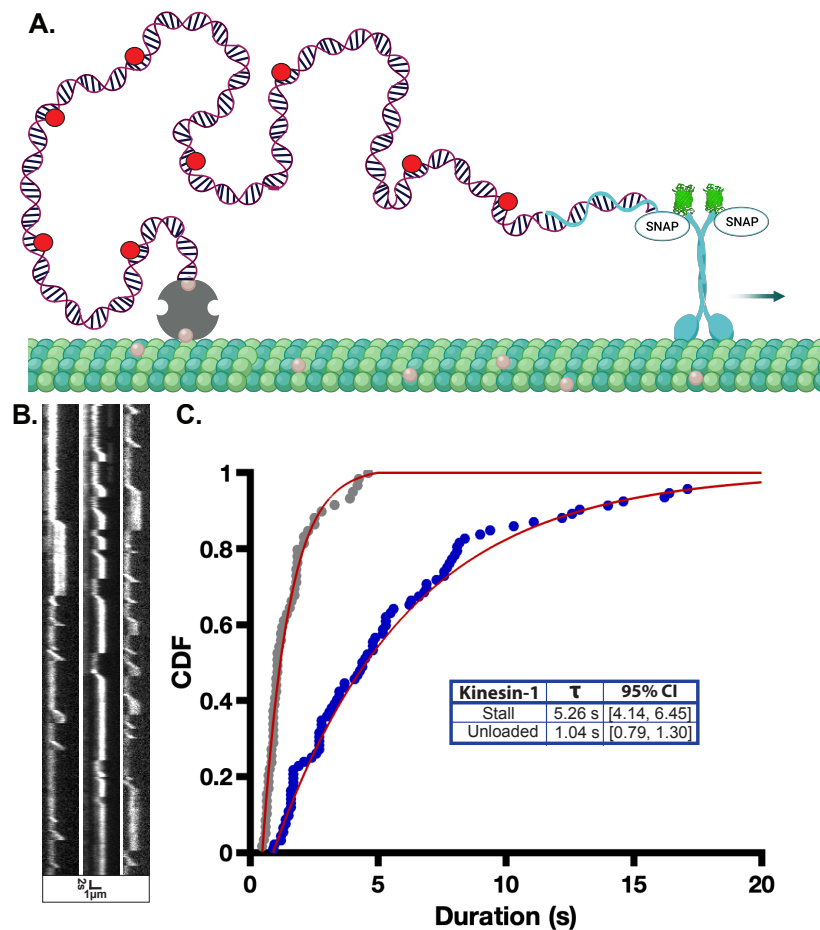 A.
SNAP
SNAP
B.
C.
1
0.8
0.6
0.4
0.2
0
CDF
Kinesin-1 τ 95% CI
Stall 5.26 s [4.14, 6.45]
Unloaded 1.04 s [0.79, 1.30]
0 5 10 15 20
Duration (s)
2s
1µm